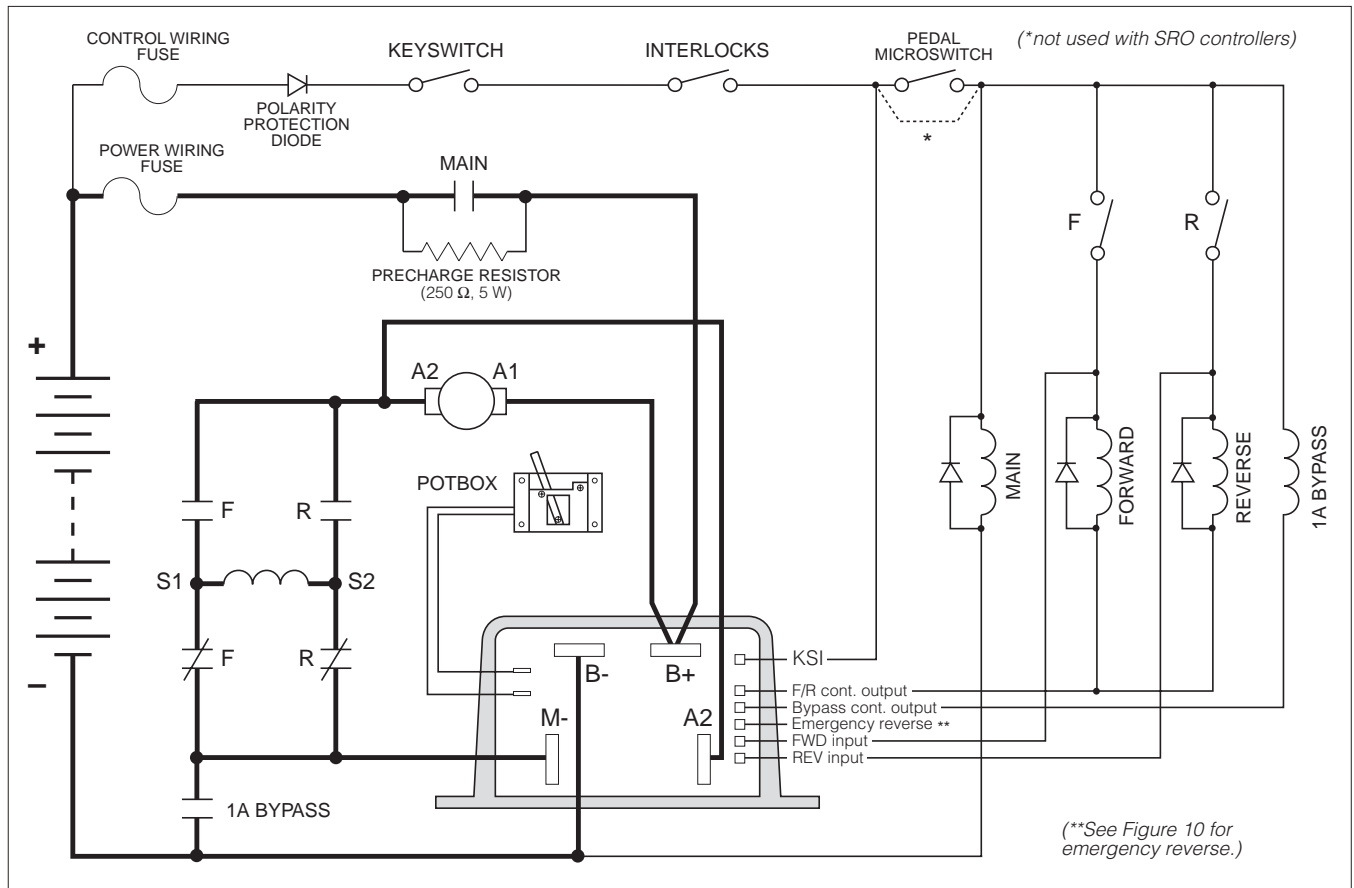 CONTROL WIRING
FUSE
KEYSWITCH
INTERLOCKS
PEDAL
MICROSWITCH
(*not used with SRO controllers)
POLARITY
PROTECTION
DIODE
*
POWER WIRING
FUSE
MAIN
F
R
PRECHARGE RESISTOR
(250 Ω, 5 W)
+
A2
A1
POTBOX
MAIN
FORWARD
REVERSE
1A BYPASS
F
R
S1
S2
F
R
–
B-
B+
KSI
F/R cont. output
Bypass cont. output
Emergency reverse **
FWD input
REV input
M-
A2
1A BYPASS
(**See Figure 10 for
emergency reverse.)